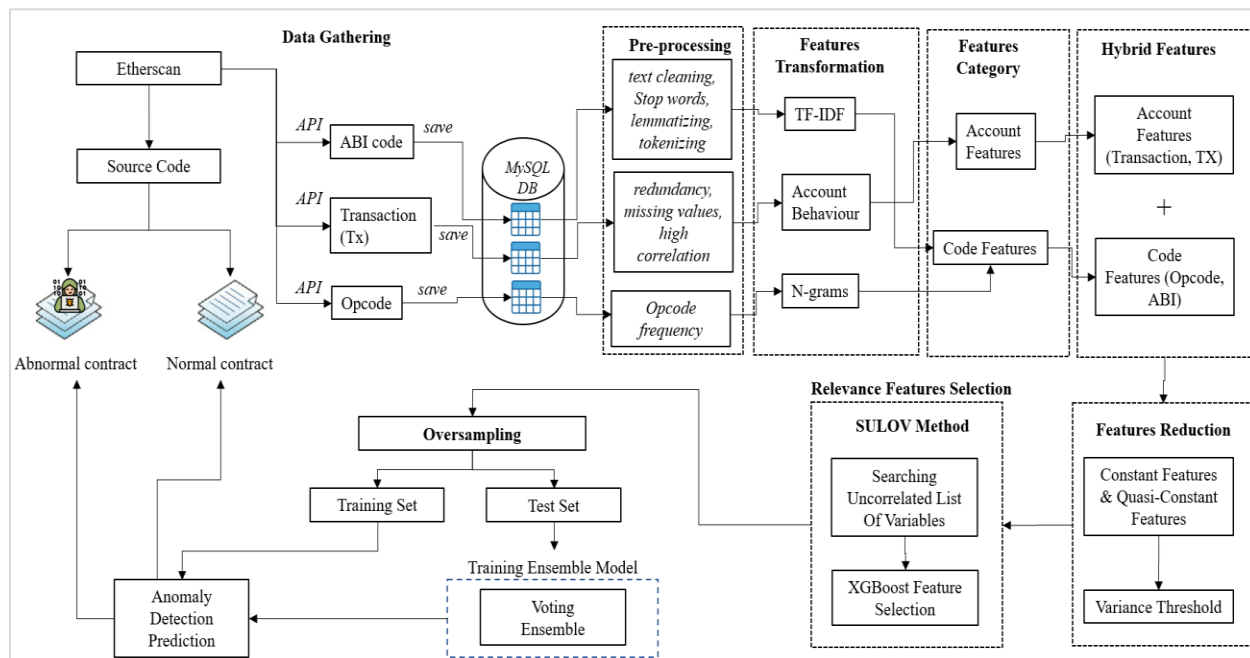 Data Gathering
Etherscan
Source Code
API
ABI code
save
API
Transaction
(Tx)
save
API
Opcode
save
MySQL
DB
Abnormal contract
Normal contract
Pre-processing
text cleaning,
Stop words,
lemmatizing,
tokenizing
redundancy,
missing values,
high
correlation
Opcode
frequency
Features
Transformation
TF-IDF
Account
Behaviour
N-grams
Features
Category
Account
Features
Code Features
Hybrid Features
Account
Features
(Transaction, TX)
+
Code
Features (Opcode,
ABI)
Features Reduction
Constant Features
& Quasi-Constant
Features
Variance Threshold
Relevance Features Selection
SULOV Method
Searching
Uncorrelated List
Of Variables
XGBoost Feature
Selection
Oversampling
Training Set
Test Set
Training Ensemble Model
Voting
Ensemble
Anomaly
Detection
Prediction